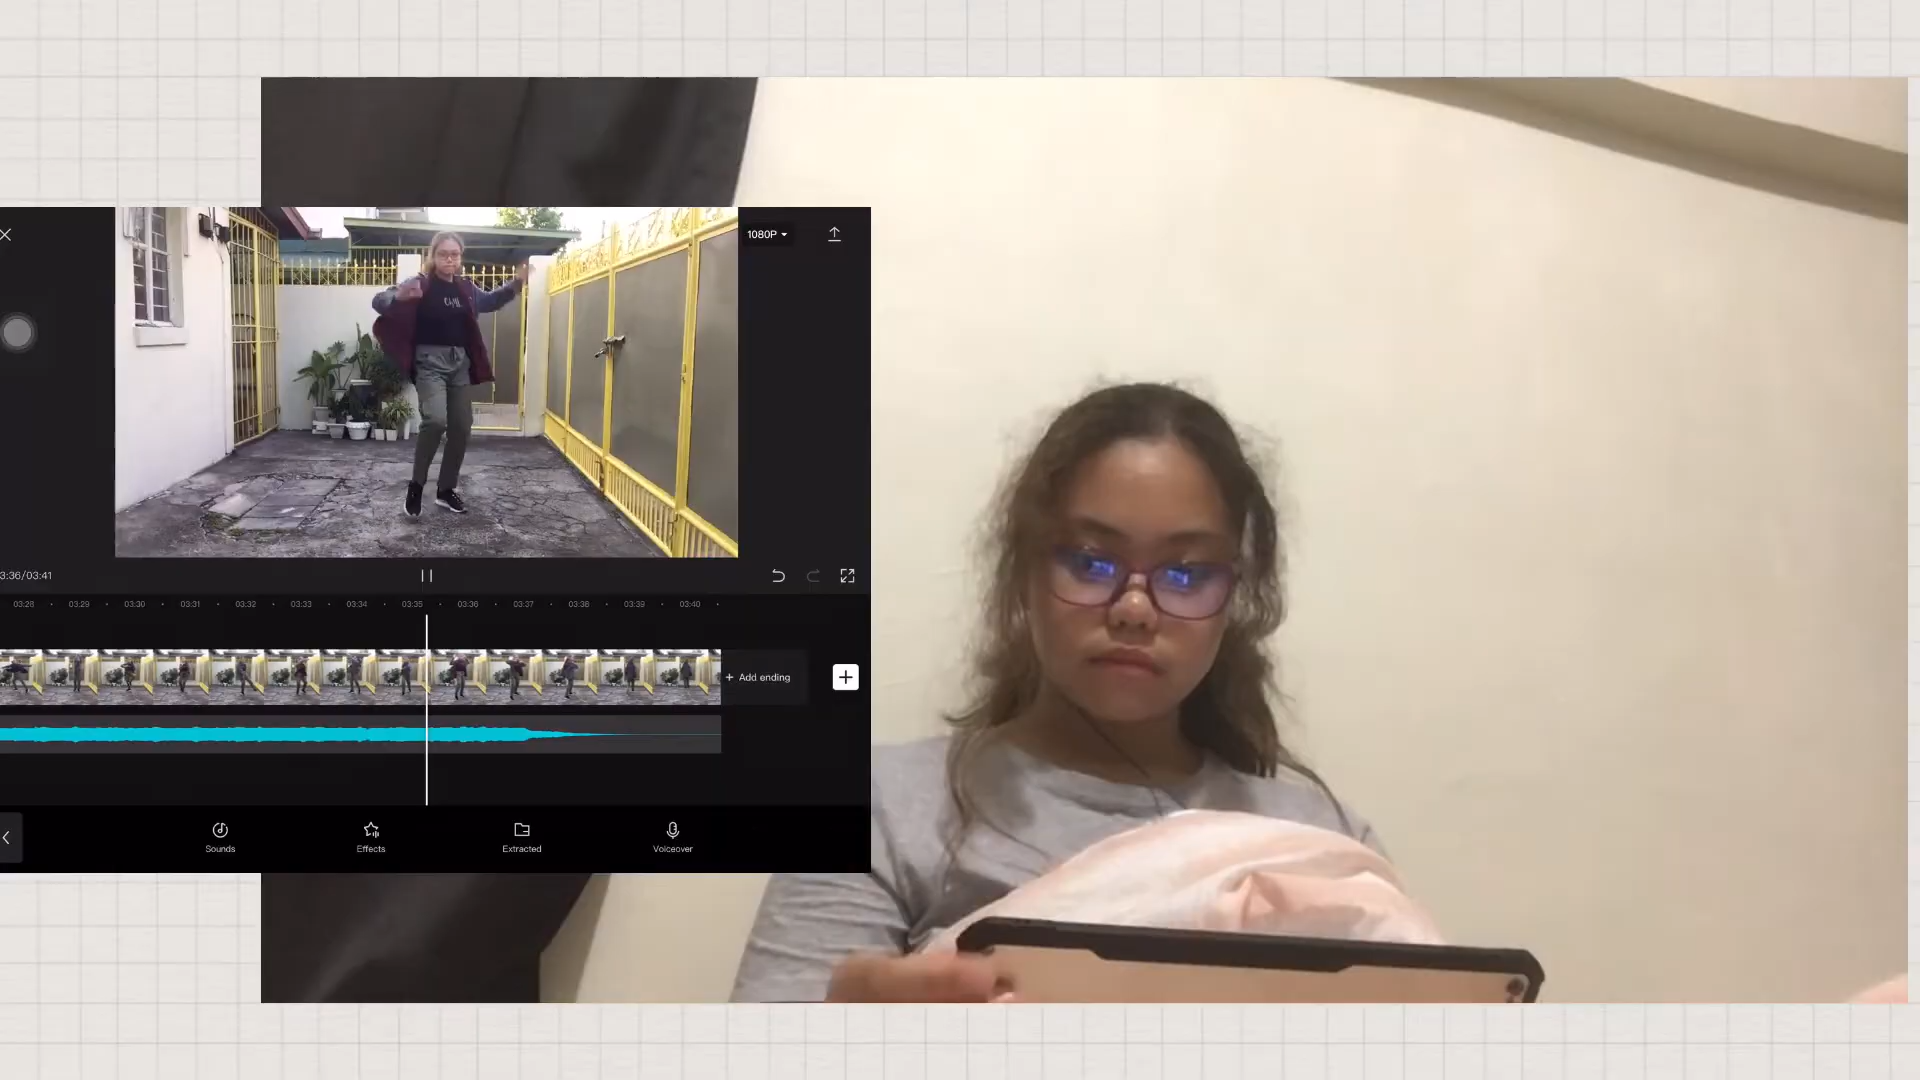 1080P
3:36/03:41
03:28 03:29 03:30 03:31 03:32 03:33 03:34 03:35 03:36 03:37 03:38 03:39 03:40
+ Add ending
Sounds Effects Extracted Voiceover